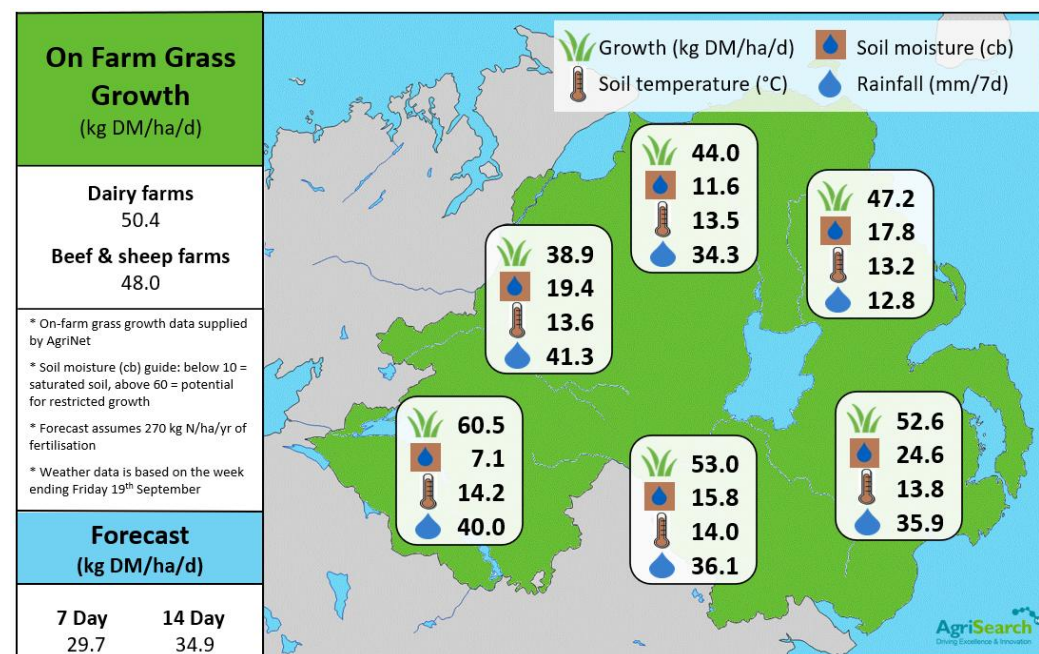 On Farm Grass
Growth
(kg DM/ha/d)
Dairy farms
50.4
Beef & sheep farms
48.0
* On-farm grass growth data supplied
by AgriNet
* Soil moisture (cb) guide: below 10 =
saturated soil, above 60 = potential
for restricted growth
* Forecast assumes 270 kg N/ha/yr of
fertilisation
* Weather data is based on the week
ending Friday 19th September
Forecast
(kg DM/ha/d)
7 Day 14 Day
29.7 34.9
Growth (kg DM/ha/d) Soil moisture (cb)
Soil temperature (°C) Rainfall (mm/7d)
44.0
11.6
13.5
34.3
47.2
17.8
13.2
12.8
38.9
19.4
13.6
41.3
60.5
7.1
14.2
40.0
53.0
15.8
14.0
36.1
52.6
24.6
13.8
35.9
AgriSearch
Driving Excellence & Innovation